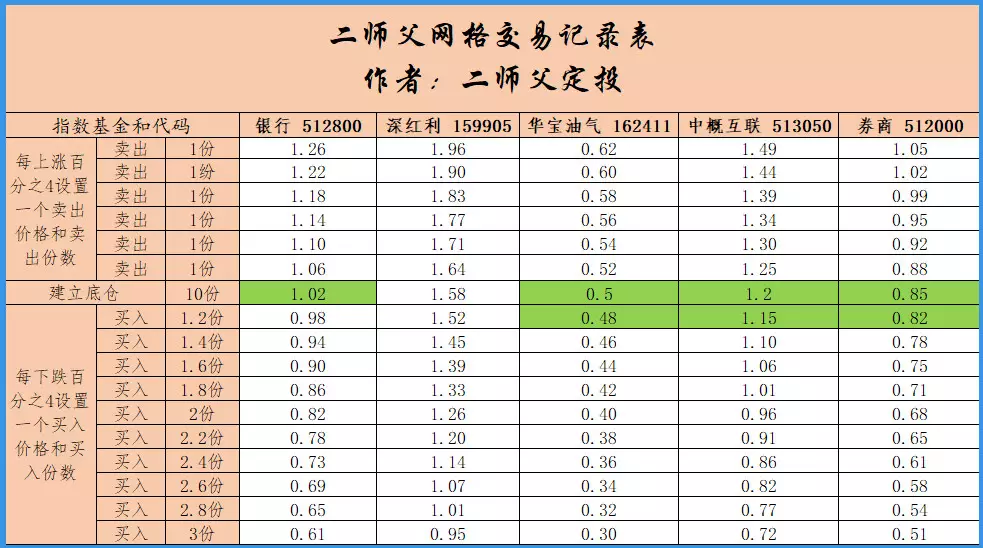 二师父网格交易记录表
作者：二师父定投
指数基金和代码 银行 512800 深红利 159905 华宝油气 162411 中概互联 513050 券商 512000
每上涨百分之4设置一个卖出价格和卖出份数
卖出 1份 1.26 1.96 0.62 1.49 1.05
卖出 1纷 1.22 1.90 0.60 1.44 1.02
卖出 1份 1.18 1.83 0.58 1.39 0.99
卖出 1份 1.14 1.77 0.56 1.34 0.95
卖出 1份 1.10 1.71 0.54 1.30 0.92
卖出 1份 1.06 1.64 0.52 1.25 0.88
建立底仓 10份 1.02 1.58 0.5 1.2 0.85
每下跌百分之4设置一个买入价格和买入份数
买入 1.2份 0.98 1.52 0.48 1.15 0.82
买入 1.4份 0.94 1.45 0.46 1.10 0.78
买入 1.6份 0.90 1.39 0.44 1.06 0.75
买入 1.8份 0.86 1.33 0.42 1.01 0.71
买入 2份 0.82 1.26 0.40 0.96 0.68
买入 2.2份 0.78 1.20 0.38 0.91 0.65
买入 2.4份 0.73 1.14 0.36 0.86 0.61
买入 2.6份 0.69 1.07 0.34 0.82 0.58
买入 2.8份 0.65 1.01 0.32 0.77 0.54
买入 3份 0.61 0.95 0.30 0.72 0.51